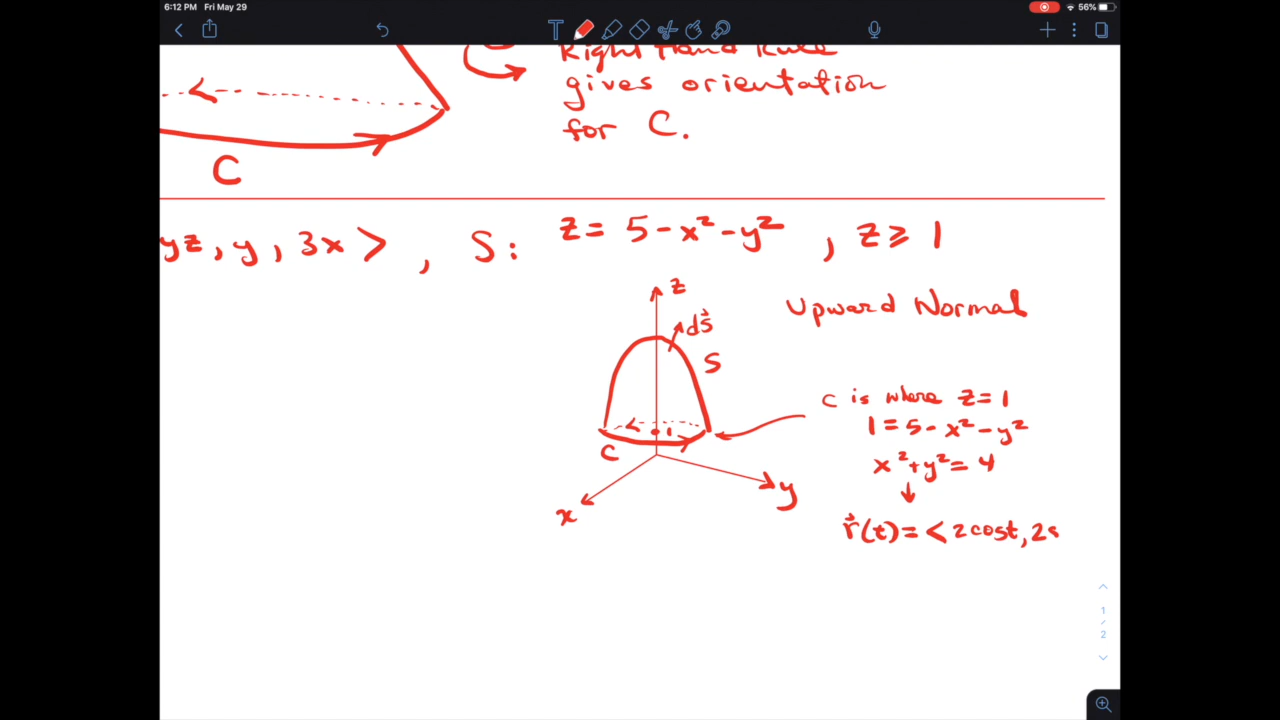 6:12 PM Fri May 29
56%
Right Hand Rule
gives orientation
for C.
C
yz, y, 3x > , S: z = 5 - x² - y² , z ≥ 1
Upward Normal
z
dS⃗
S
C is where z = 1
1 = 5 - x² - y²
x² + y² = 4
r⃗(t) = < 2cost, 2s
1
C
x
y
1
/
2